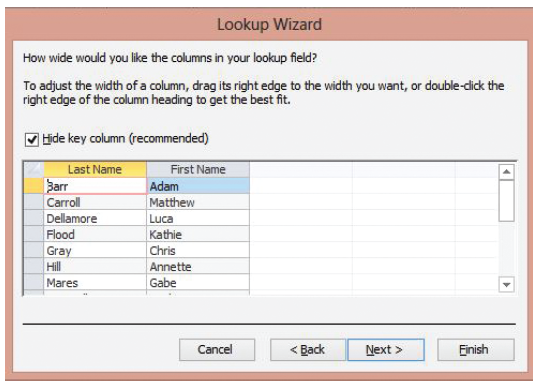 Lookup Wizard
How wide would you like the columns in your lookup field?
To adjust the width of a column, drag its right edge to the width you want, or double-click the
right edge of the column heading to get the best fit.
Hide key column (recommended)
Last Name First Name
Barr Adam
Carroll Matthew
Dellamore Luca
Flood Kathie
Gray Chris
Hill Annette
Mares Gabe
Cancel < Back Next > Finish